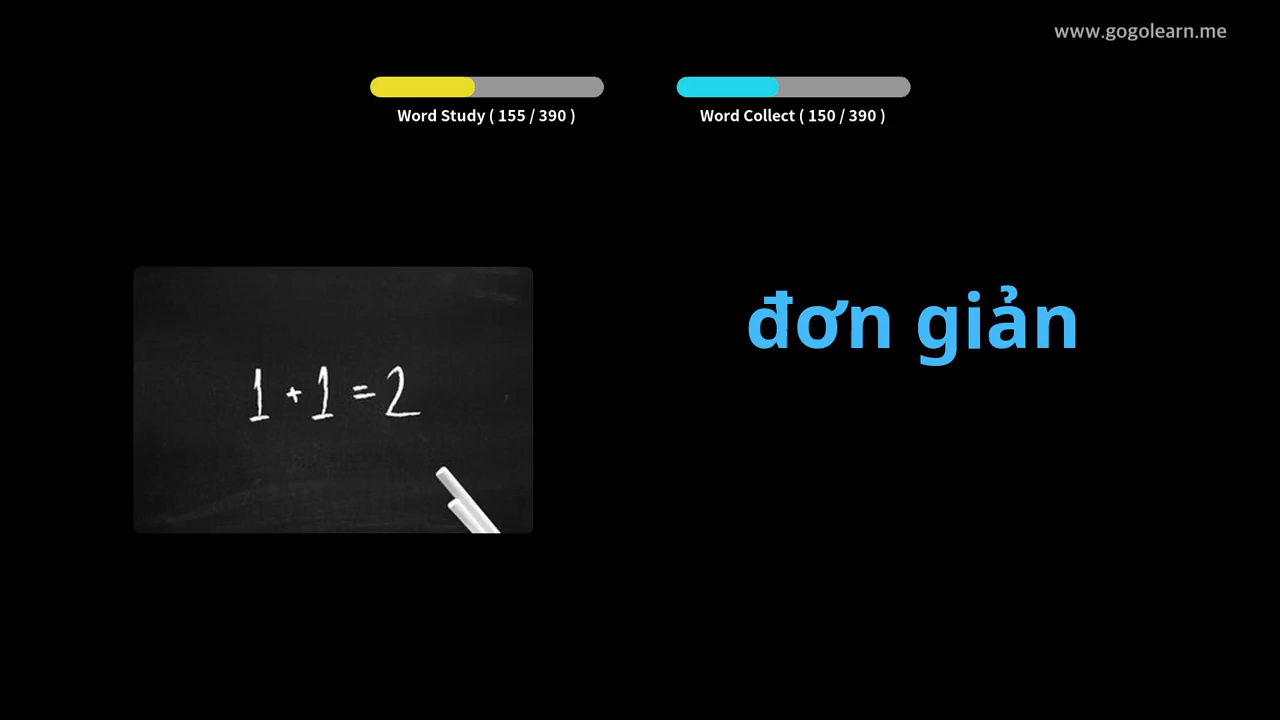 www.gogolearn.me
Word Study ( 155 / 390 )
Word Collect ( 150 / 390 )
đơn giản
1 + 1 = 2